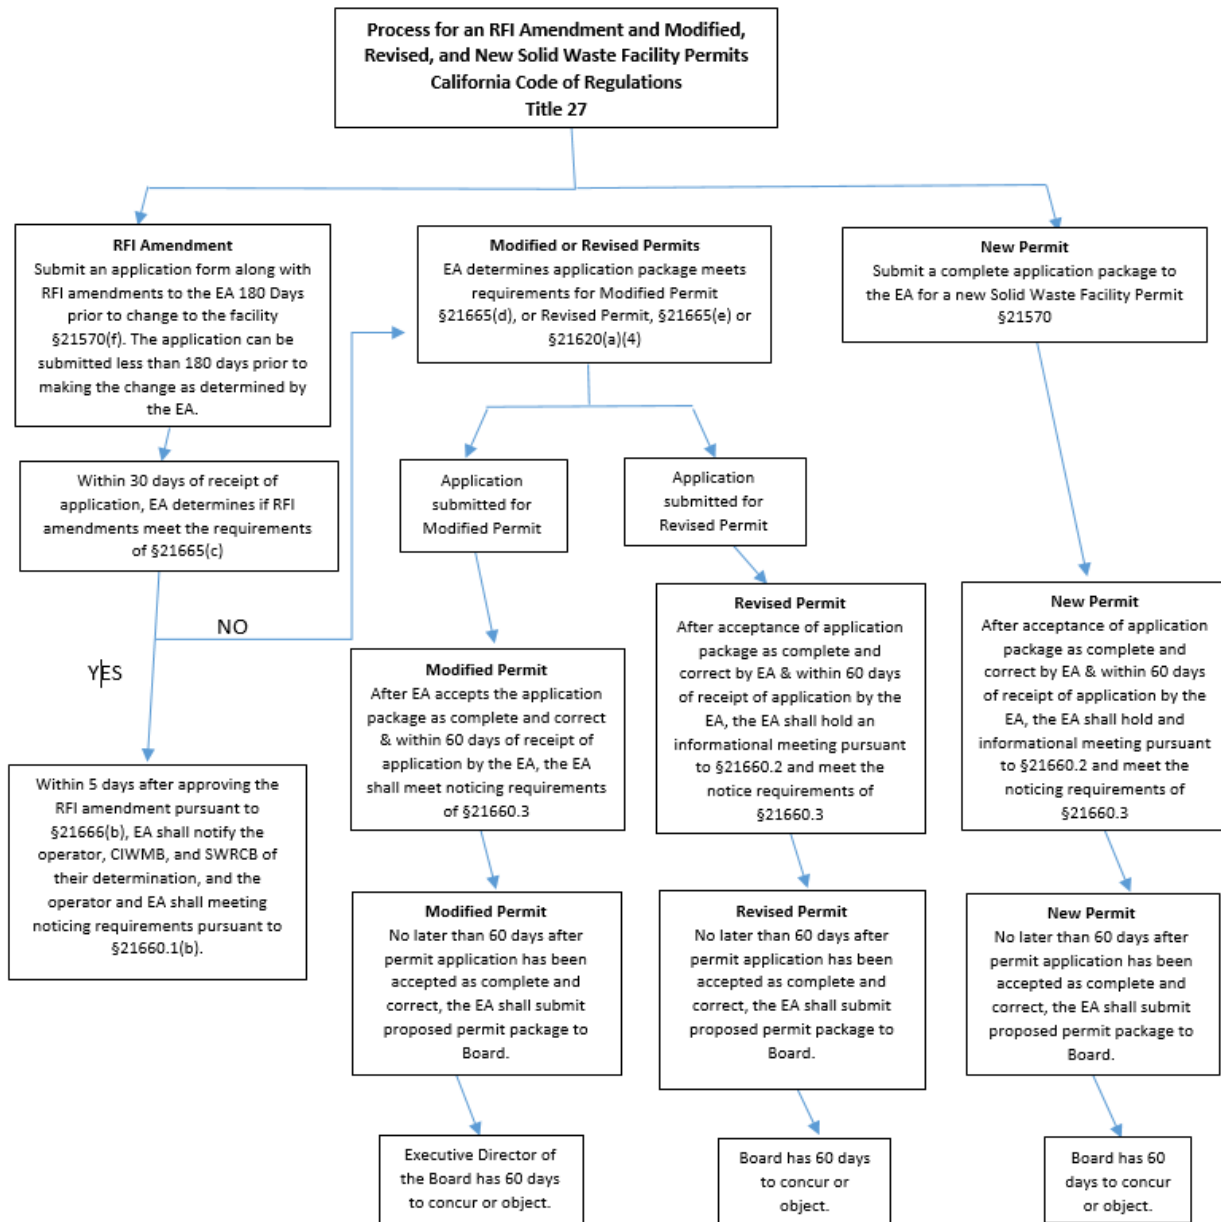 Process for an RFI Amendment and Modified,
Revised, and New Solid Waste Facility Permits
California Code of Regulations
Title 27
RFI Amendment
Submit an application form along with
RFI amendments to the EA 180 Days
prior to change to the facility
§21570(f). The application can be
submitted less than 180 days prior to
making the change as determined by
the EA.
Modified or Revised Permits
EA determines application package meets
requirements for Modified Permit
§21665(d), or Revised Permit, §21665(e) or
§21620(a)(4)
New Permit
Submit a complete application package to
the EA for a new Solid Waste Facility Permit
§21570
Within 30 days of receipt of
application, EA determines if RFI
amendments meet the requirements
of §21665(c)
Application
submitted for
Modified Permit
Application
submitted for
Revised Permit
NO
YES
Within 5 days after approving the
RFI amendment pursuant to
§21666(b), EA shall notify the
operator, CIWMB, and SWRCB of
their determination, and the
operator and EA shall meeting
noticing requirements pursuant to
§21660.1(b).
Modified Permit
After EA accepts the application
package as complete and correct
& within 60 days of receipt of
application by the EA, the EA
shall meet noticing requirements
of §21660.3
Revised Permit
After acceptance of application
package as complete and
correct by EA & within 60 days
of receipt of application by the
EA, the EA shall hold an
informational meeting pursuant
to §21660.2 and meet the
notice requirements of
§21660.3
New Permit
After acceptance of application
package as complete and
correct by EA & within 60 days
of receipt of application by the
EA, the EA shall hold and
informational meeting pursuant
to §21660.2 and meet the
noticing requirements of
§21660.3
Modified Permit
No later than 60 days after
permit application has been
accepted as complete and
correct, the EA shall submit
proposed permit package to
Board.
Revised Permit
No later than 60 days after
permit application has been
accepted as complete and
correct, the EA shall submit
proposed permit package to
Board.
New Permit
No later than 60 days after
permit application has been
accepted as complete and
correct, the EA shall submit
proposed permit package to
Board.
Executive Director of
the Board has 60 days
to concur or object.
Board has 60 days
to concur or
object.
Board has 60
days to concur
or object.